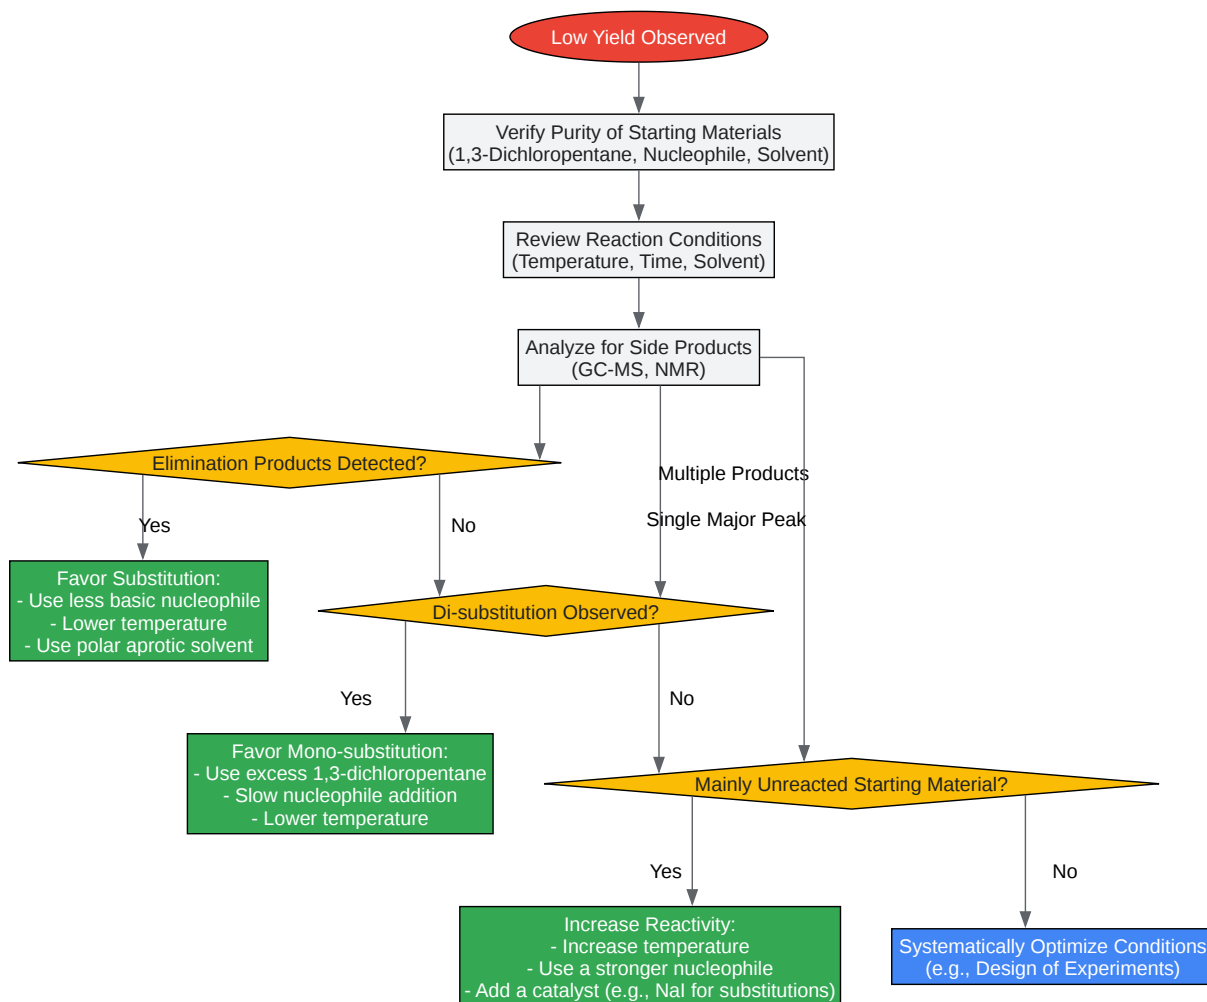 Low Yield Observed
Verify Purity of Starting Materials
(1,3-Dichloropentane, Nucleophile, Solvent)
Review Reaction Conditions
(Temperature, Time, Solvent)
Analyze for Side Products
(GC-MS, NMR)
Elimination Products Detected?
Multiple Products
Single Major Peak
Yes
No
Favor Substitution:
- Use less basic nucleophile
- Lower temperature
- Use polar aprotic solvent
Di-substitution Observed?
Yes
No
Favor Mono-substitution:
- Use excess 1,3-dichloropentane
- Slow nucleophile addition
- Lower temperature
Mainly Unreacted Starting Material?
Yes
No
Increase Reactivity:
- Increase temperature
- Use a stronger nucleophile
- Add a catalyst (e.g., NaI for substitutions)
Systematically Optimize Conditions
(e.g., Design of Experiments)